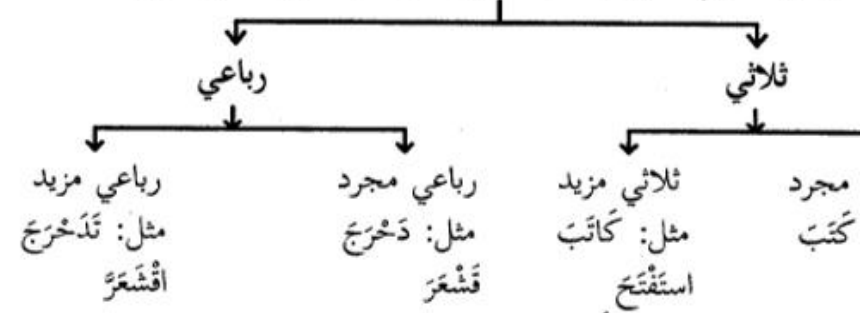 ثلاثي
رباعي
مجرد
كَتَبَ
ثلاثي مزيد
مثل: كَاتَبَ
استَفْتَحَ
رباعي مجرد
مثل: دَحْرَجَ
قَشْعَرَ
رباعي مزيد
مثل: تَدَحْرَجَ
اقْشَعَرَّ